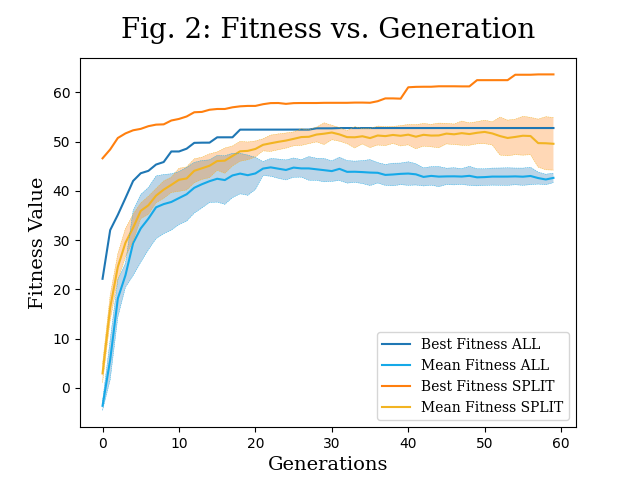 Fig. 2: Fitness vs. Generation
Fitness Value
60
50
40
30
20
10
0
Best Fitness ALL
Mean Fitness ALL
Best Fitness SPLIT
Mean Fitness SPLIT
0 10 20 30 40 50 60
Generations